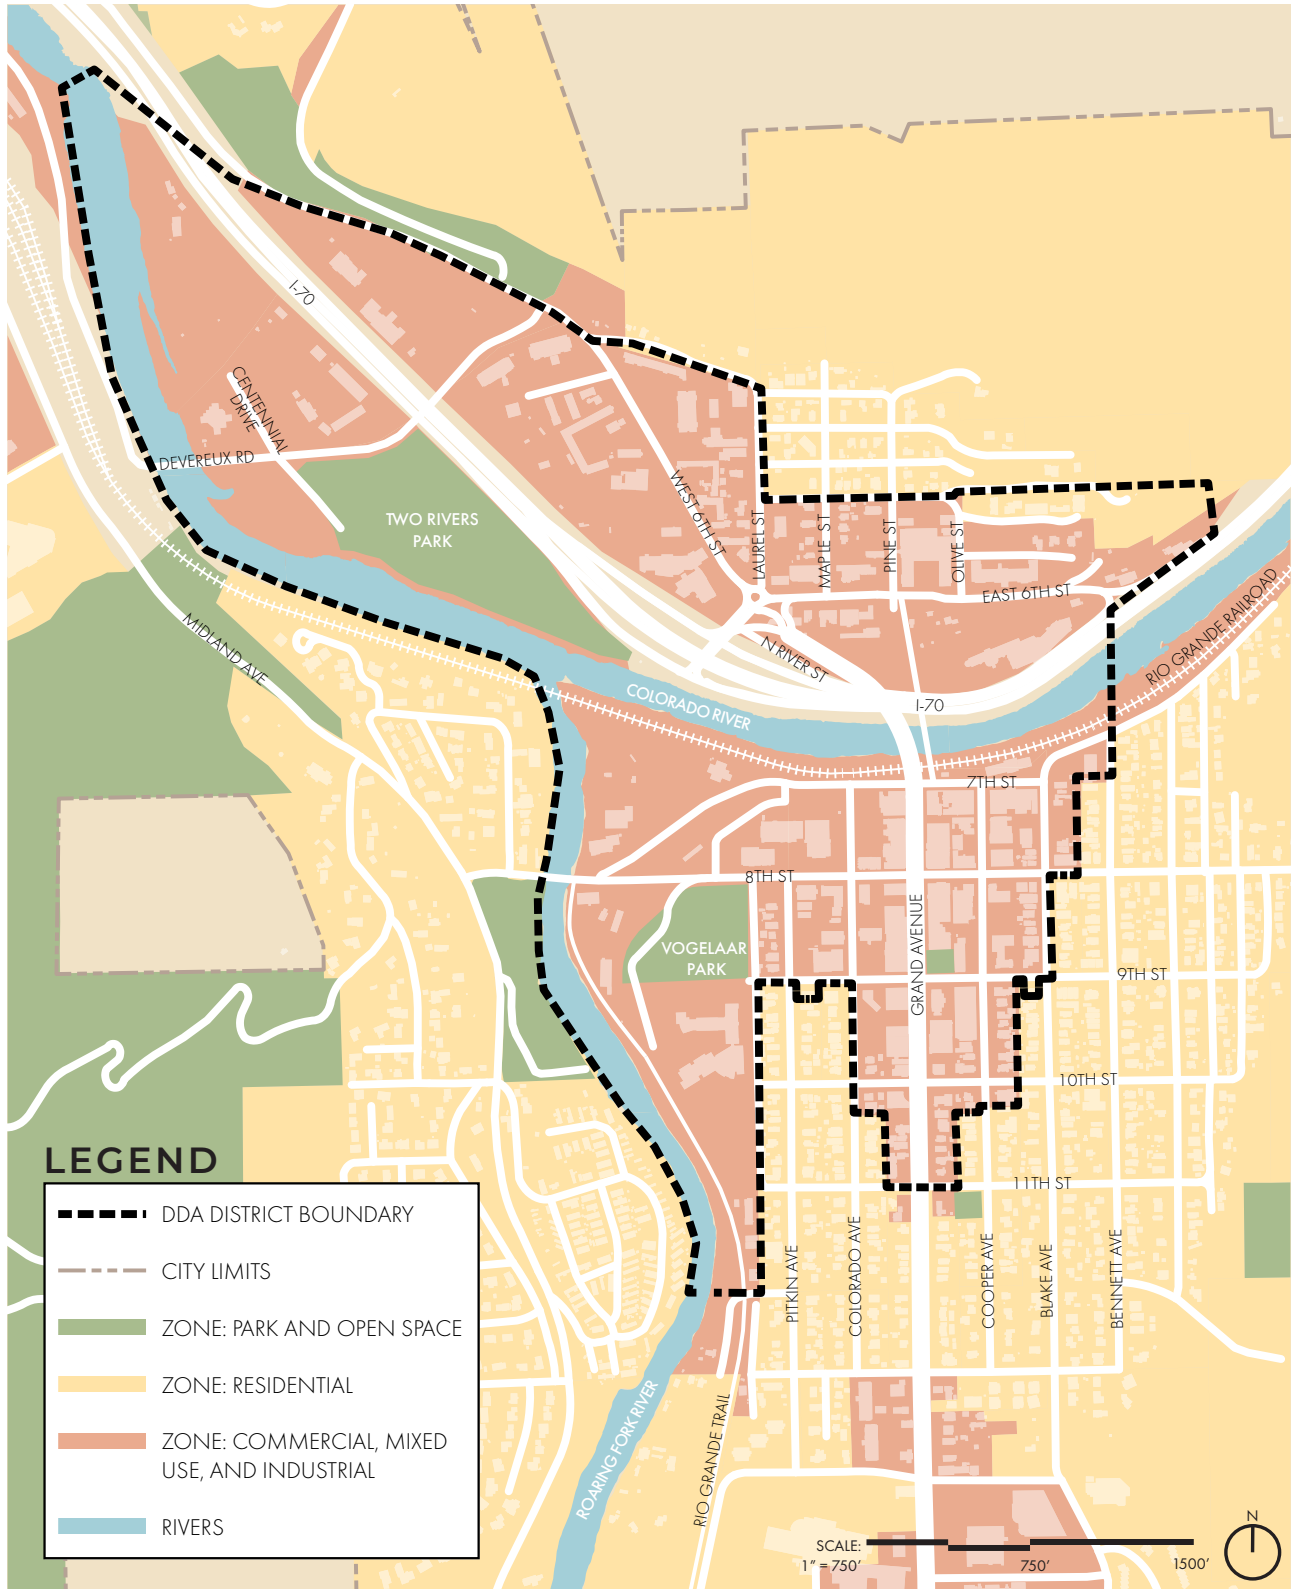 I-70
CENTENNIAL
DRIVE
DEVEREUX RD
TWO RIVERS
PARK
WEST 6TH ST
LAUREL ST
MAPLE ST
PINE ST
OLIVE ST
EAST 6TH ST
N RIVER ST
RIO GRANDE RAILROAD
MIDLAND AVE
COLORADO RIVER
I-70
7TH ST
8TH ST
GRAND AVENUE
VOGELAAR
PARK
9TH ST
10TH ST
11TH ST
PITKIN AVE
COLORADO AVE
COOPER AVE
BLAKE AVE
BENNETT AVE
ROARING FORK RIVER
RIO GRANDE TRAIL
LEGEND
DDA DISTRICT BOUNDARY
CITY LIMITS
ZONE: PARK AND OPEN SPACE
ZONE: RESIDENTIAL
ZONE: COMMERCIAL, MIXED
USE, AND INDUSTRIAL
RIVERS
SCALE:
1" = 750'
750'
1500'
N